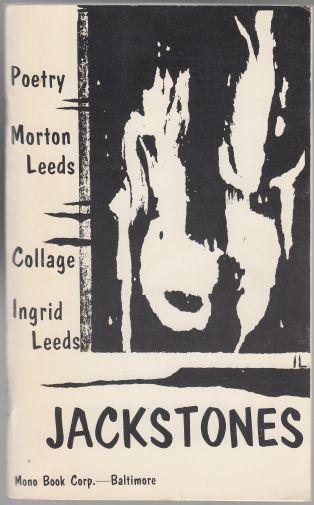 Poetry
Morton
Leeds
Collage
Ingrid
Leeds
IL
JACKSTONES
Mono Book Corp.—Baltimore